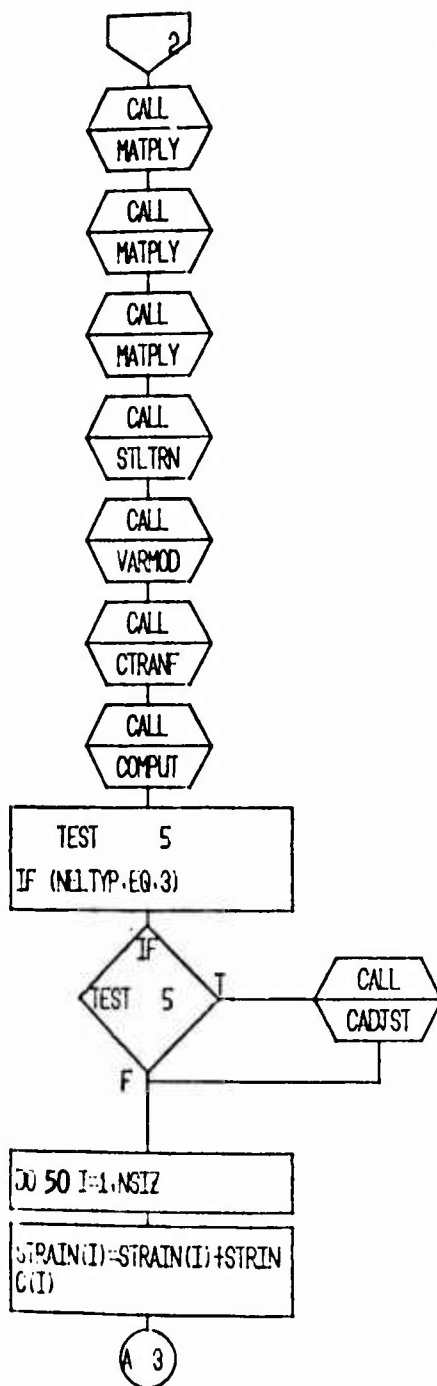 2
CALL
MATPLY
CALL
MATPLY
CALL
MATPLY
CALL
STLTRN
CALL
VARMOD
CALL
CTRANF
CALL
COMPUT
TEST 5
IF (NELTYP.EQ.3)
IF
TEST 5
T
CALL
CADJST
F
DO 50 I=1,NSIZ
STRAIN(I)=STRAIN(I)+STRIN
C(I)
A 3